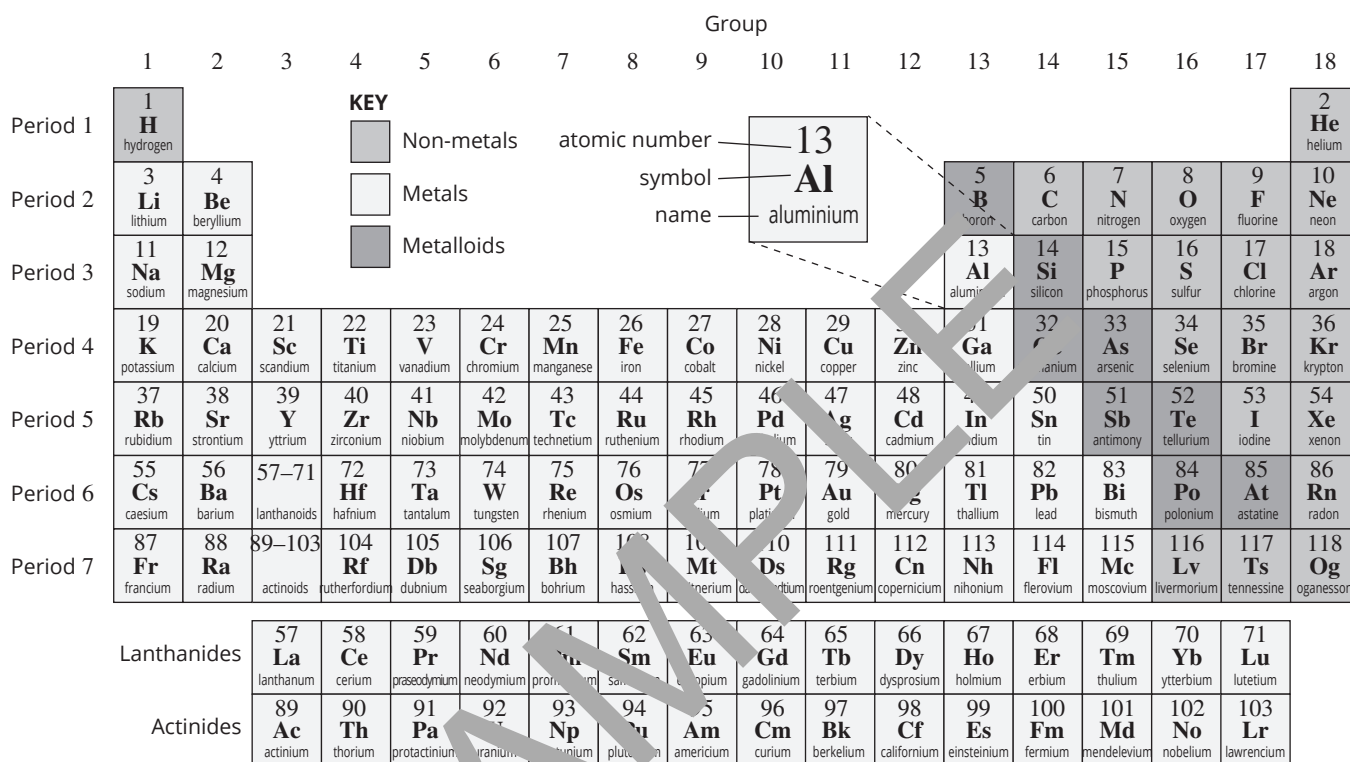 Group
1 2 3 4 5 6 7 8 9 10 11 12 13 14 15 16 17 18
Period 1
1 2
H He
hydrogen helium
KEY
Non-metals
Metals
Metalloids
atomic number
symbol
name
13
Al
aluminium
Period 2
3 4 5 6 7 8 9 10
Li Be B C N O F Ne
lithium beryllium carbon nitrogen oxygen fluorine neon
Period 3
11 12 13 14 15 16 17 18
Na Mg Al Si P S Cl Ar
sodium magnesium silicon phosphorus sulfur chlorine argon
Period 4
19 20 21 22 23 24 25 26 27 28 29 32 33 34 35 36
K Ca Sc Ti V Cr Mn Fe Co Ni Cu Zn Ga As Se Br Kr
potassium calcium scandium titanium vanadium chromium manganese iron cobalt nickel copper zinc arsenic selenium bromine krypton
Period 5
37 38 39 40 41 42 43 44 45 46 47 48 50 51 52 53 54
Rb Sr Y Zr Nb Mo Tc Ru Rh Pd Ag Cd In Sn Sb Te I Xe
rubidium strontium yttrium zirconium niobium molybdenum technetium ruthenium rhodium cadmium tin antimony tellurium iodine xenon
Period 6
55 56 57–71 72 73 74 75 76 77 78 79 80 81 82 83 84 85 86
Cs Ba Hf Ta W Re Os Pt Au Tl Pb Bi Po At Rn
caesium barium lanthanoids hafnium tantalum tungsten rhenium osmium gold mercury thallium lead bismuth polonium astatine radon
Period 7
87 88 89–103 104 105 106 107 110 111 112 113 114 115 116 117 118
Fr Ra Rf Db Sg Bh Mt Ds Rg Cn Nh Fl Mc Lv Ts Og
francium radium actinoids rutherfordium dubnium seaborgium bohrium roentgenium copernicium nihonium flerovium moscovium livermorium tennessine oganesson
Lanthanides
57 58 59 60 61 62 63 64 65 66 67 68 69 70 71
La Ce Pr Nd Sm Eu Gd Tb Dy Ho Er Tm Yb Lu
lanthanum cerium praseodymium neodymium gadolinium terbium dysprosium holmium erbium thulium ytterbium lutetium
Actinides
89 90 91 92 93 94 96 97 98 99 100 101 102 103
Ac Th Pa Np Am Cm Bk Cf Es Fm Md No Lr
actinium thorium protactinium americium curium berkelium californium einsteinium fermium mendelevium nobelium lawrencium